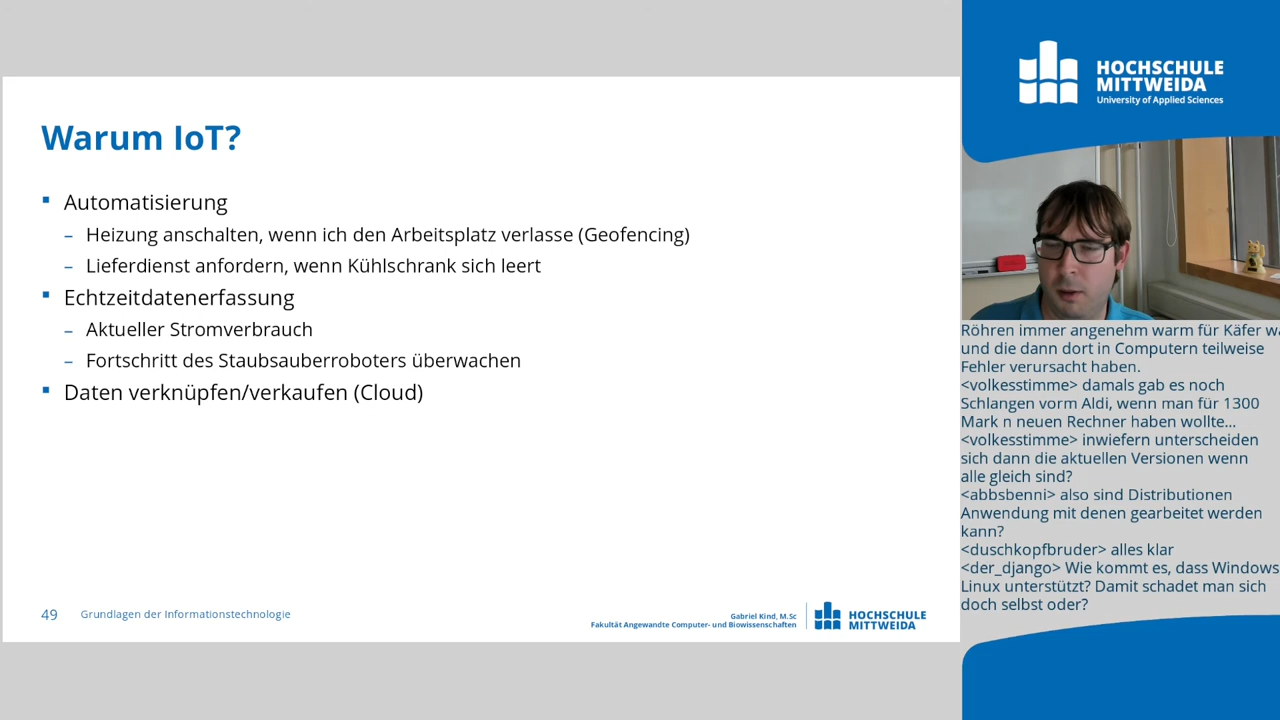 Warum IoT?
Automatisierung
– Heizung anschalten, wenn ich den Arbeitsplatz verlasse (Geofencing)
– Lieferdienst anfordern, wenn Kühlschrank sich leert
Echtzeitdatenerfassung
– Aktueller Stromverbrauch
– Fortschritt des Staubsauberroboters überwachen
Daten verknüpfen/verkaufen (Cloud)
49 Grundlagen der Informationstechnologie
Gabriel Kind, M.Sc
Fakultät Angewandte Computer- und Biowissenschaften
HOCHSCHULE
MITTWEIDA
HOCHSCHULE
MITTWEIDA
University of Applied Sciences
Röhren immer angenehm warm für Käfer
und die dann dort in Computern teilweise
Fehler verursacht haben.
<volkesstimme> damals gab es noch
Schlangen vorm Aldi, wenn man für 1300
Mark n neuen Rechner haben wollte...
<volkesstimme> inwiefern unterscheiden
sich dann die aktuellen Versionen wenn
alle gleich sind?
<abbsbenni> also sind Distributionen
Anwendung mit denen gearbeitet werden
kann?
<duschkopfbruder> alles klar
<der_django> Wie kommt es, dass Windows
Linux unterstützt? Damit schadet man sich
doch selbst oder?